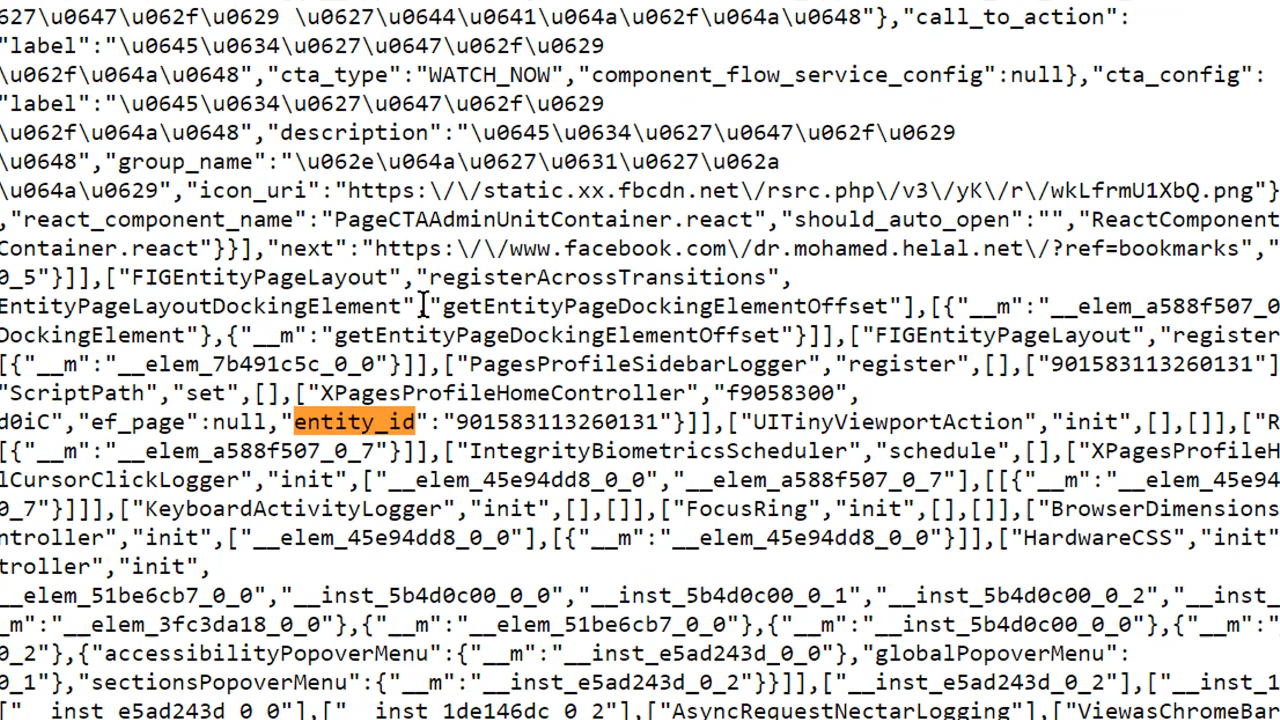 627\u0647\u062f\u0629 \u0627\u0644\u0641\u064a\u062f\u064a\u0648"},"call_to_action":
"label":"\u0645\u0634\u0627\u0647\u062f\u0629
\u062f\u064a\u0648","cta_type":"WATCH_NOW","component_flow_service_config":null},"cta_config":
"label":"\u0645\u0634\u0627\u0647\u062f\u0629
\u062f\u064a\u0648","description":"\u0645\u0634\u0627\u0647\u062f\u0629
\u0648","group_name":"\u062e\u064a\u0627\u0631\u0627\u062a
\u064a\u0629","icon_uri":"https:\/\/static.xx.fbcdn.net\/rsrc.php\/v3\/yK\/r\/wkLfrmU1XbQ.png"}
,"react_component_name":"PageCTAAdminUnitContainer.react","should_auto_open":"","ReactComponent
Container.react"}}],"next":"https:\/\/www.facebook.com\/dr.mohamed.helal.net\/?ref=bookmarks","
0_5"}]],["FIGEntityPageLayout","registerAcrossTransitions",
EntityPageLayoutDockingElement","getEntityPageDockingElementOffset"],[{"__m":"__elem_a588f507_0
DockingElement"},{"__m":"getEntityPageDockingElementOffset"}]],["FIGEntityPageLayout","register
[{"__m":"__elem_7b491c5c_0_0"}]],["PagesProfileSidebarLogger","register",[],["901583113260131"]
"ScriptPath","set",[],["XPagesProfileHomeController","f9058300",
d0iC","ef_page":null,"entity_id":"901583113260131"}]],["UITinyViewportAction","init",[],[]],["R
[{"__m":"__elem_a588f507_0_7"}]],["IntegrityBiometricsScheduler","schedule",[],["XPagesProfileH
lCursorClickLogger","init",["__elem_45e94dd8_0_0","__elem_a588f507_0_7"],[[{"__m":"__elem_45e94
0_7"}]]],["KeyboardActivityLogger","init",[],[]],["FocusRing","init",[],[]],["BrowserDimensions
ntroller","init",["__elem_45e94dd8_0_0"],[{"__m":"__elem_45e94dd8_0_0"}]],["HardwareCSS","init"
troller","init",
__elem_51be6cb7_0_0","__inst_5b4d0c00_0_0","__inst_5b4d0c00_0_1","__inst_5b4d0c00_0_2","__inst_
_m":"__elem_3fc3da18_0_0"},{"__m":"__elem_51be6cb7_0_0"},{"__m":"__inst_5b4d0c00_0_0"},{"__m":"
0_2"},{"accessibilityPopoverMenu":{"__m":"__inst_e5ad243d_0_0"},"globalPopoverMenu":
0_1"},"sectionsPopoverMenu":{"__m":"__inst_e5ad243d_0_2"}}]],["__inst_e5ad243d_0_2"],["__inst_1
["__inst_e5ad243d_0_0"],["__inst_1de146dc_0_2"],["AsyncRequestNectarLogging"],["ViewasChromeBar